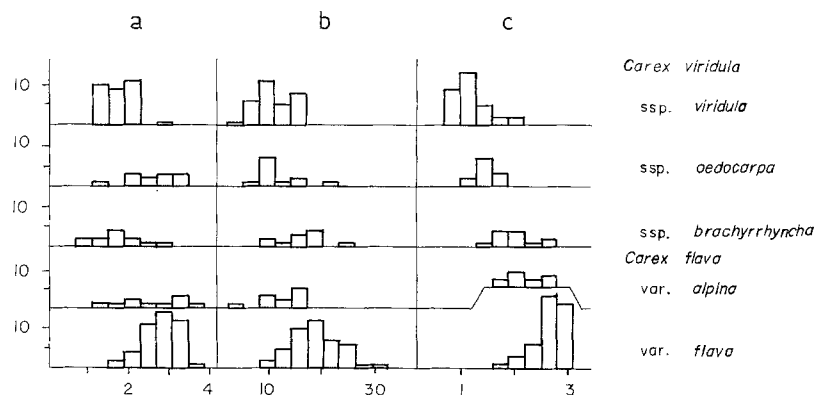 a b c
Carex viridula
10
ssp. viridula
10
ssp. oedocarpa
10
ssp. brachyrrhyncha
Carex flava
10
var. alpina
10
var. flava
2 4 10 30 1 3